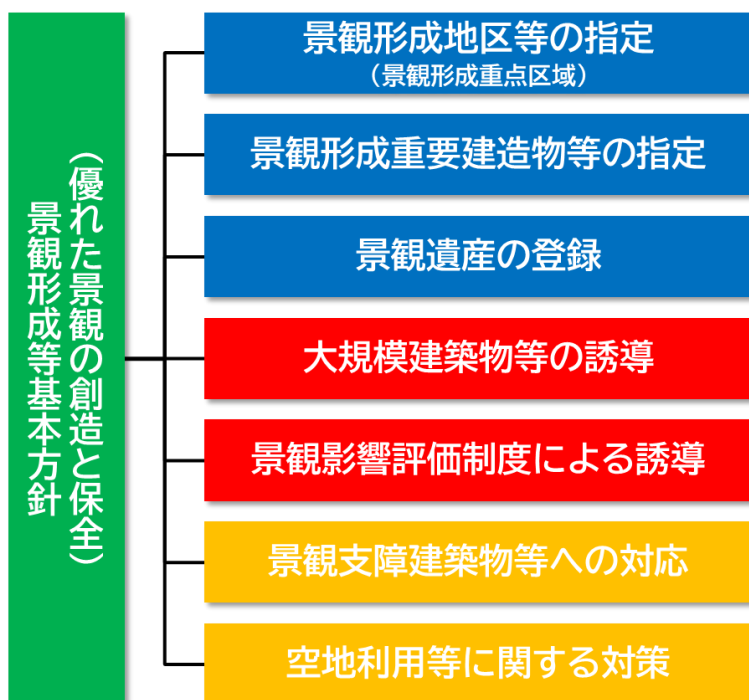 景観形成等基本方針
（優れた景観の創造と保全）
景観形成地区等の指定
（景観形成重点区域）
景観形成重要建造物等の指定
景観遺産の登録
大規模建築物等の誘導
景観影響評価制度による誘導
景観支障建築物等への対応
空地利用等に関する対策